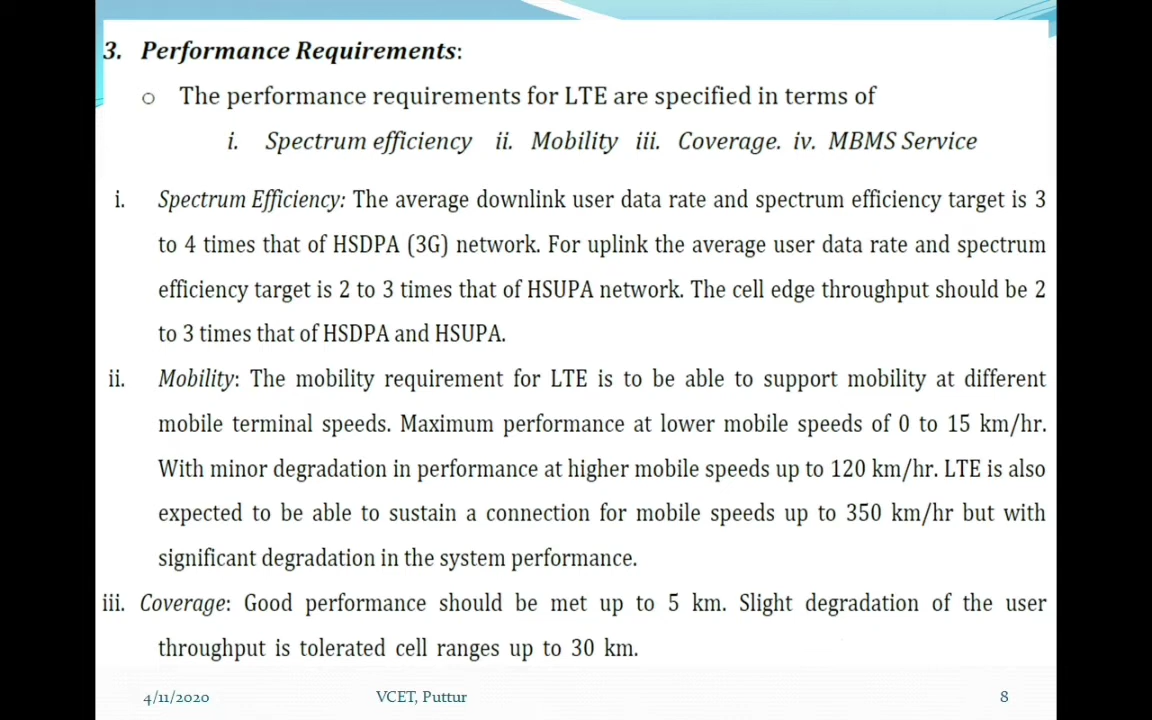 3. Performance Requirements:
o The performance requirements for LTE are specified in terms of
i. Spectrum efficiency ii. Mobility iii. Coverage. iv. MBMS Service
i. Spectrum Efficiency: The average downlink user data rate and spectrum efficiency target is 3
to 4 times that of HSDPA (3G) network. For uplink the average user data rate and spectrum
efficiency target is 2 to 3 times that of HSUPA network. The cell edge throughput should be 2
to 3 times that of HSDPA and HSUPA.
ii. Mobility: The mobility requirement for LTE is to be able to support mobility at different
mobile terminal speeds. Maximum performance at lower mobile speeds of 0 to 15 km/hr.
With minor degradation in performance at higher mobile speeds up to 120 km/hr. LTE is also
expected to be able to sustain a connection for mobile speeds up to 350 km/hr but with
significant degradation in the system performance.
iii. Coverage: Good performance should be met up to 5 km. Slight degradation of the user
throughput is tolerated cell ranges up to 30 km.
4/11/2020 VCET, Puttur 8